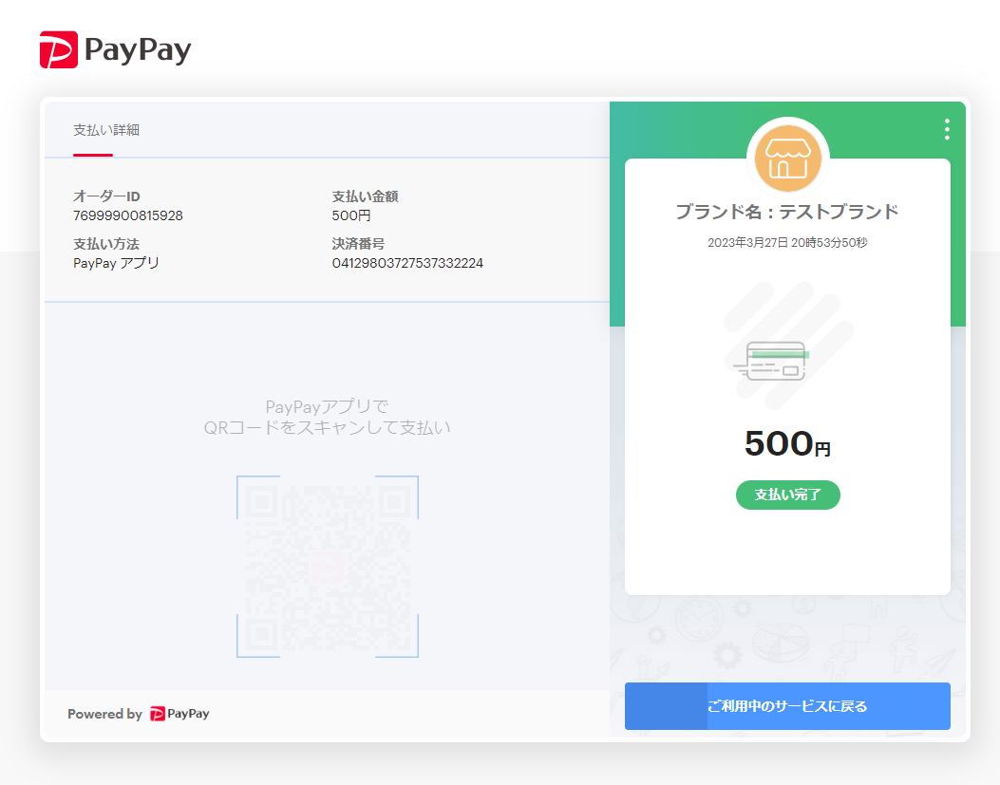 PayPay
支払い詳細
オーダーID
76999900815928
支払い金額
500円
支払い方法
PayPay アプリ
決済番号
04129803727537332224
PayPayアプリで
QRコードをスキャンして支払い
Powered by PayPay
ブランド名：テストブランド
2023年3月27日 20時53分50秒
500円
支払い完了
ご利用中のサービスに戻る